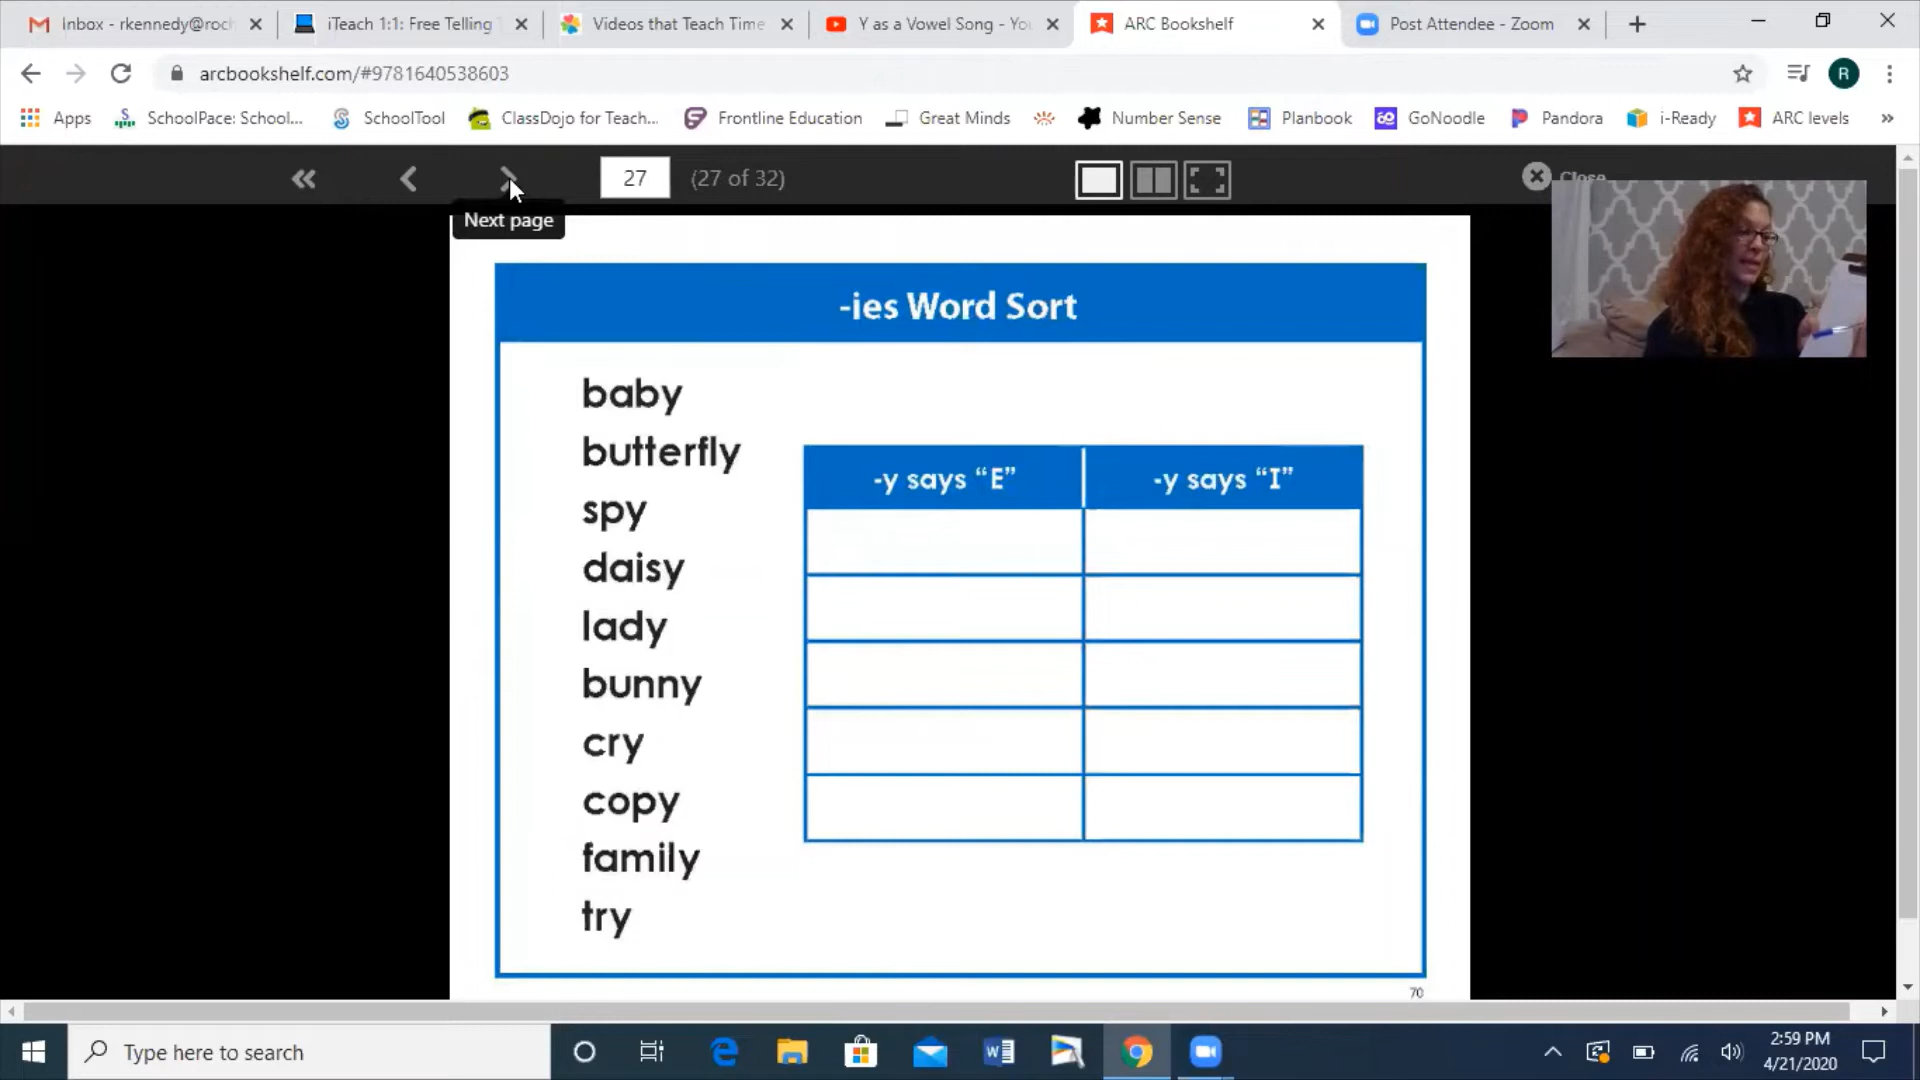 Inbox - rkennedy@roch
iTeach 1:1: Free Telling
Videos that Teach Time
Y as a Vowel Song - You
ARC Bookshelf
Post Attendee - Zoom
arcbookshelf.com/#9781640538603
R
Apps
SchoolPace: School...
SchoolTool
ClassDojo for Teach...
Frontline Education
Great Minds
Number Sense
Planbook
GoNoodle
Pandora
i-Ready
ARC levels
27
(27 of 32)
Close
Next page
-ies Word Sort
baby
butterfly
spy
daisy
lady
bunny
cry
copy
family
try
-y says “E”
-y says “I”
70
Type here to search
2:59 PM
4/21/2020